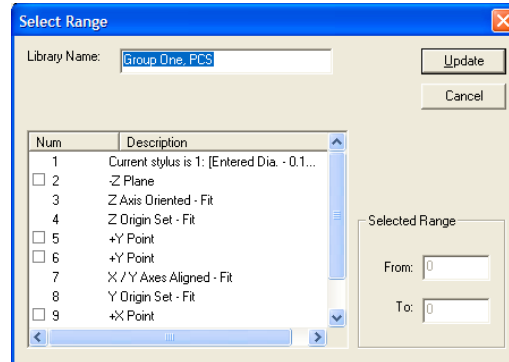 Select Range
Library Name: Group One, PCS
Update
Cancel
Num Description
1 Current stylus is 1: [Entered Dia. - 0.1...
2 -Z Plane
3 Z Axis Oriented - Fit
4 Z Origin Set - Fit
5 +Y Point
6 +Y Point
7 X / Y Axes Aligned - Fit
8 Y Origin Set - Fit
9 +X Point
Selected Range
From: 0
To: 0